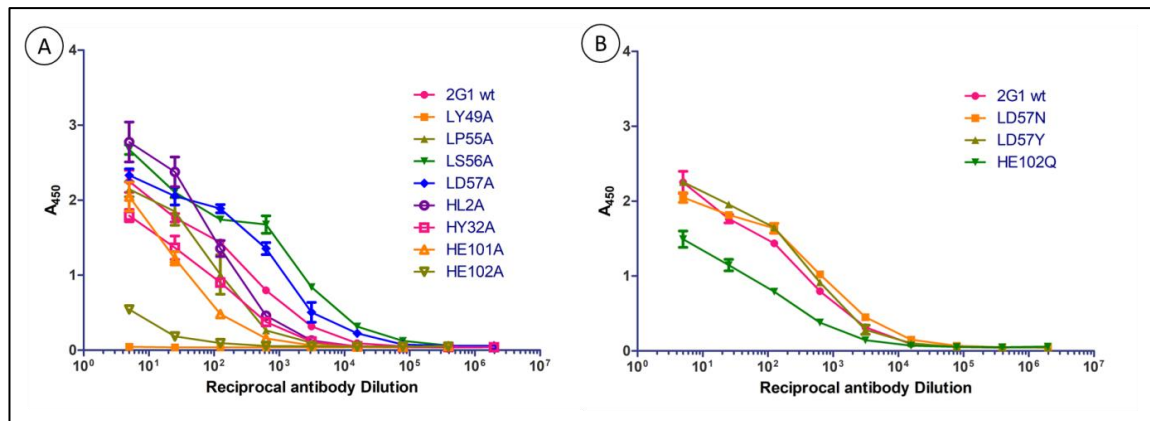 A
4
3
2
1
0
A450
10^0 10^1 10^2 10^3 10^4 10^5 10^6 10^7
Reciprocal antibody Dilution
2G1 wt
LY49A
LP55A
LS56A
LD57A
HL2A
HY32A
HE101A
HE102A
B
4
3
2
1
0
A450
10^0 10^1 10^2 10^3 10^4 10^5 10^6 10^7
Reciprocal antibody Dilution
2G1 wt
LD57N
LD57Y
HE102Q